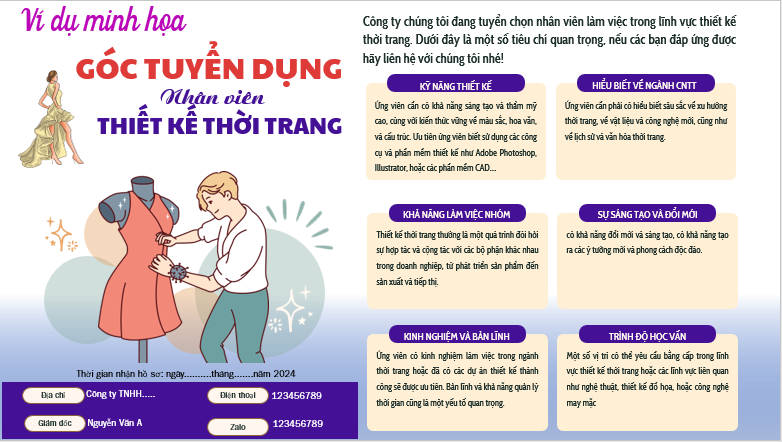 Ví dụ minh họa
GÓC TUYỂN DỤNG
Nhân viên
THIẾT KẾ THỜI TRANG
Thời gian nhận hồ sơ: ngày..........tháng.......năm 2024
Địa chỉ
Công ty TNHH.....
Điện thoại
123456789
Giám đốc
Nguyễn Văn A
Zalo
123456789
Công ty chúng tôi đang tuyển chọn nhân viên làm việc trong lĩnh vực thiết kế
thời trang. Dưới đây là một số tiêu chí quan trọng, nếu các bạn đáp ứng được
hãy liên hệ với chúng tôi nhé!
KỸ NĂNG THIẾT KẾ
Ứng viên cần có khả năng sáng tạo và thẩm mỹ
cao, cùng với kiến thức vững về màu sắc, hoa văn,
và cấu trúc. Ưu tiên ứng viên biết sử dụng các công
cụ và phần mềm thiết kế như Adobe Photoshop,
Illustrator, hoặc các phần mềm CAD...
HIỂU BIẾT VỀ NGÀNH CNTT
Ứng viên cần phải có hiểu biết sâu sắc về xu hướng
thời trang, về vật liệu và công nghệ mới, cũng như
về lịch sử và văn hóa thời trang.
KHẢ NĂNG LÀM VIỆC NHÓM
Thiết kế thời trang thường là một quá trình đòi hỏi
sự hợp tác và cộng tác với các bộ phận khác nhau
trong doanh nghiệp, từ phát triển sản phẩm đến
sản xuất và tiếp thị.
SỰ SÁNG TẠO VÀ ĐỔI MỚI
có khả năng đổi mới và sáng tạo, có khả năng tạo
ra các ý tưởng mới và phong cách độc đáo.
KINH NGHIỆM VÀ BẢN LĨNH
Ứng viên có kinh nghiệm làm việc trong ngành
thời trang hoặc đã có các dự án thiết kế thành
công sẽ được ưu tiên. Bản lĩnh và khả năng quản lý
thời gian cũng là một yếu tố quan trọng.
TRÌNH ĐỘ HỌC VẤN
Một số vị trí có thể yêu cầu bằng cấp trong lĩnh
vực thiết kế thời trang hoặc các lĩnh vực liên quan
như nghệ thuật, thiết kế đồ họa, hoặc công nghệ
may mặc